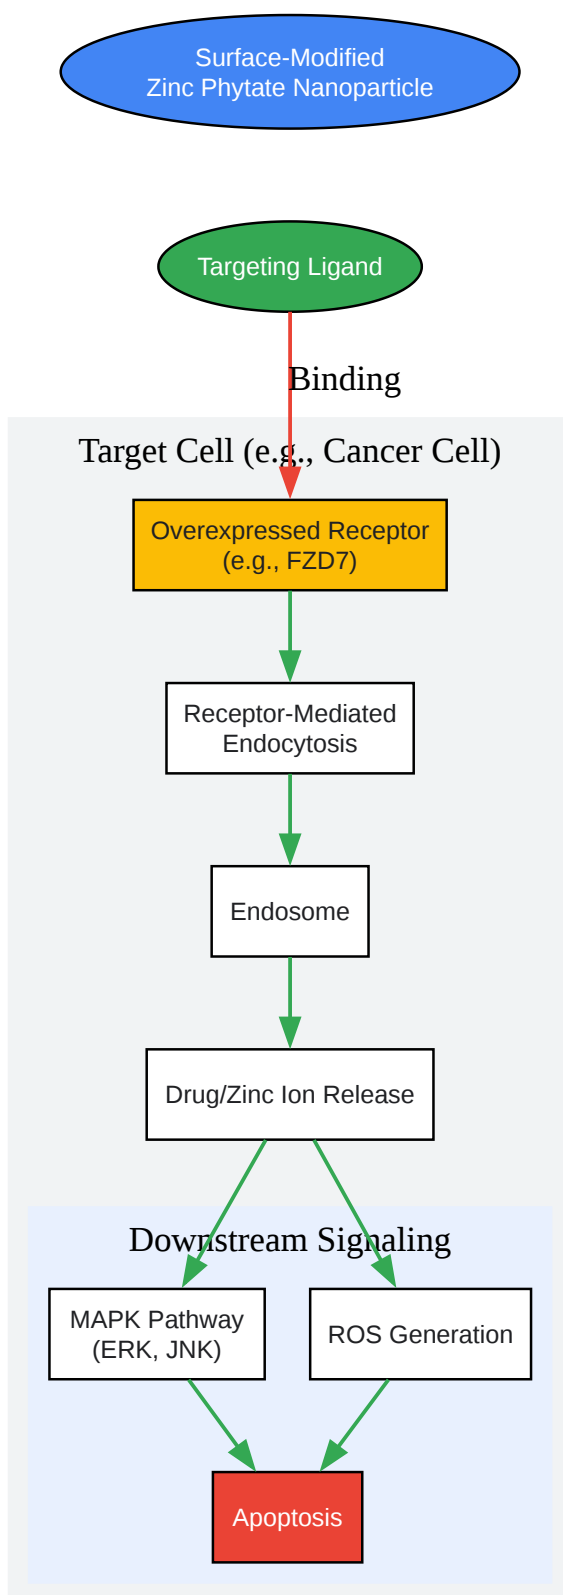 Surface-Modified
Zinc Phytate Nanoparticle
Targeting Ligand
Binding
Target Cell (e.g., Cancer Cell)
Overexpressed Receptor
(e.g., FZD7)
Receptor-Mediated
Endocytosis
Endosome
Drug/Zinc Ion Release
Downstream Signaling
MAPK Pathway
(ERK, JNK)
ROS Generation
Apoptosis